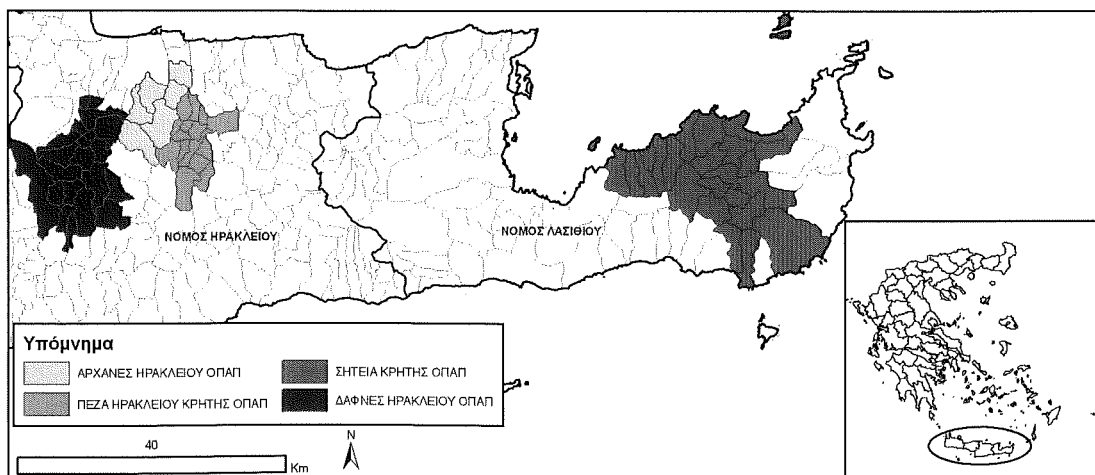 ΝΟΜΟΣ ΗΡΑΚΛΕΙΟΥ
ΝΟΜΟΣ ΛΑΣΙΘΙΟΥ
Υπόμνημα
ΑΡΧΑΝΕΣ ΗΡΑΚΛΕΙΟΥ ΟΠΑΠ
ΣΗΤΕΙΑ ΚΡΗΤΗΣ ΟΠΑΠ
ΠΕΖΑ ΗΡΑΚΛΕΙΟΥ ΚΡΗΤΗΣ ΟΠΑΠ
ΔΑΦΝΕΣ ΗΡΑΚΛΕΙΟΥ ΟΠΑΠ
40
N
Km